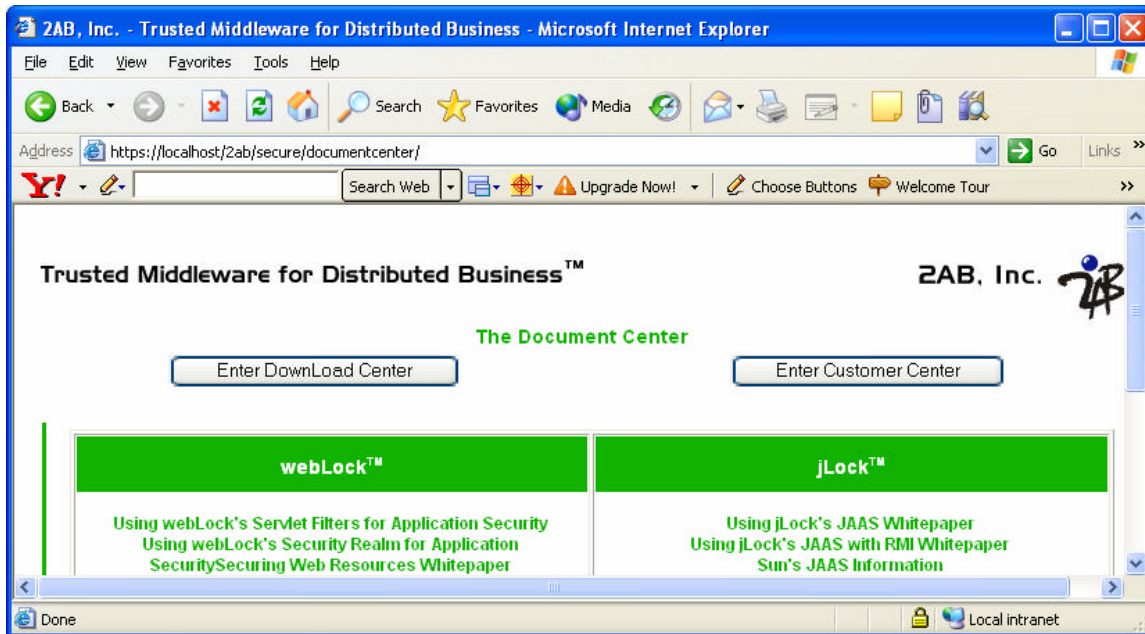 2AB, Inc. - Trusted Middleware for Distributed Business - Microsoft Internet Explorer
File Edit View Favorites Tools Help
Back Search Favorites Media
Address https://localhost/2ab/secure/documentcenter/ Go Links »
Y! Search Web Upgrade Now! Choose Buttons Welcome Tour »
Trusted Middleware for Distributed Business™ 2AB, Inc. 2AB
The Document Center
Enter DownLoad Center Enter Customer Center
webLock™ jLock™
Using webLock's Servlet Filters for Application Security Using jLock's JAAS Whitepaper
Using webLock's Security Realm for Application Using jLock's JAAS with RMI Whitepaper
SecuritySecuring Web Resources Whitepaper Sun's JAAS Information
Done Local intranet